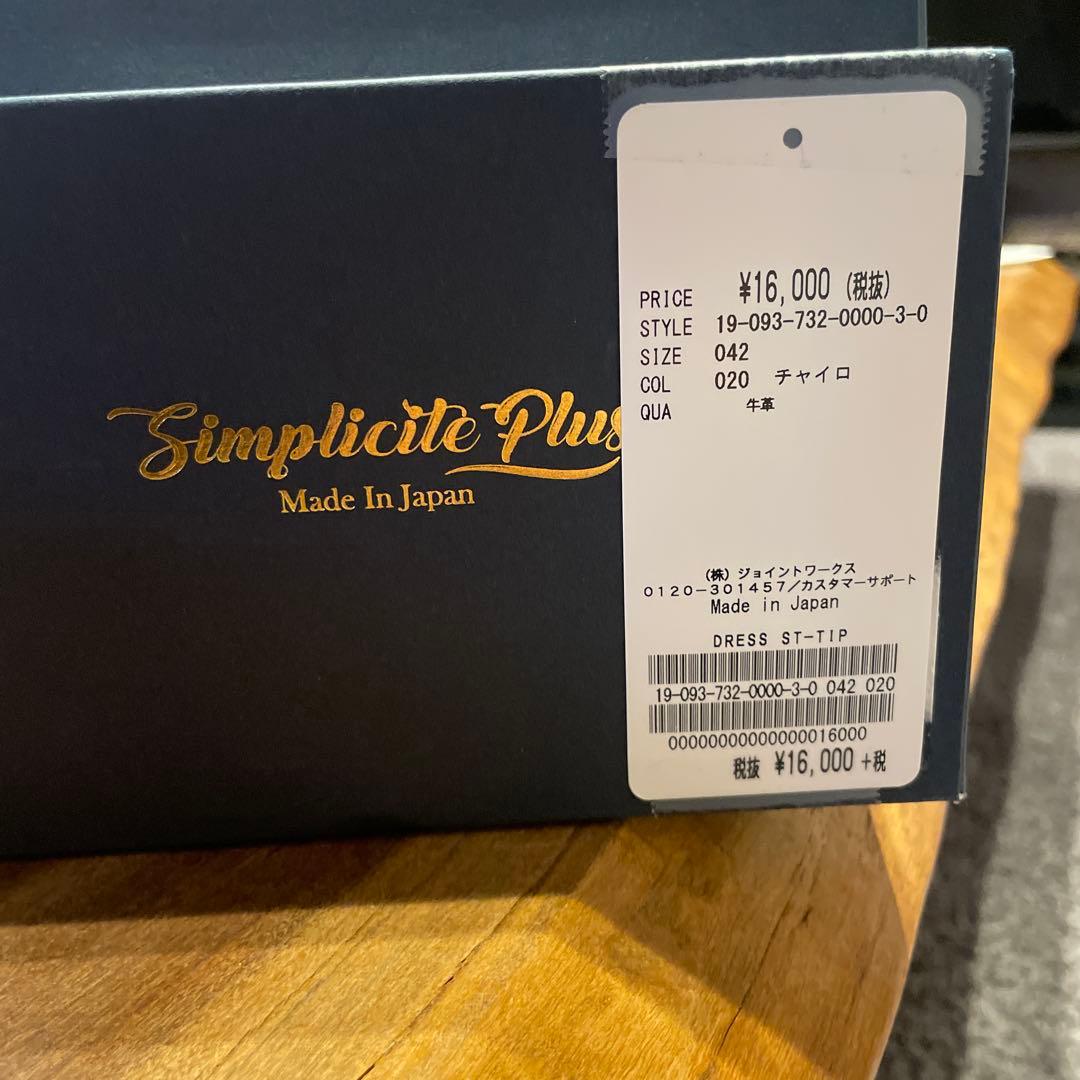 Simplicite Plus
Made In Japan
PRICE ¥16,000 (税抜)
STYLE 19-093-732-0000-3-0
SIZE 042
COL 020 チャイロ
QUA 牛革
(株) ジョイントワークス
0120-301457/カスタマーサポート
Made in Japan
DRESS ST-TIP
19-093-732-0000-3-0 042 020
00000000000000016000
税抜 ¥16,000 +税